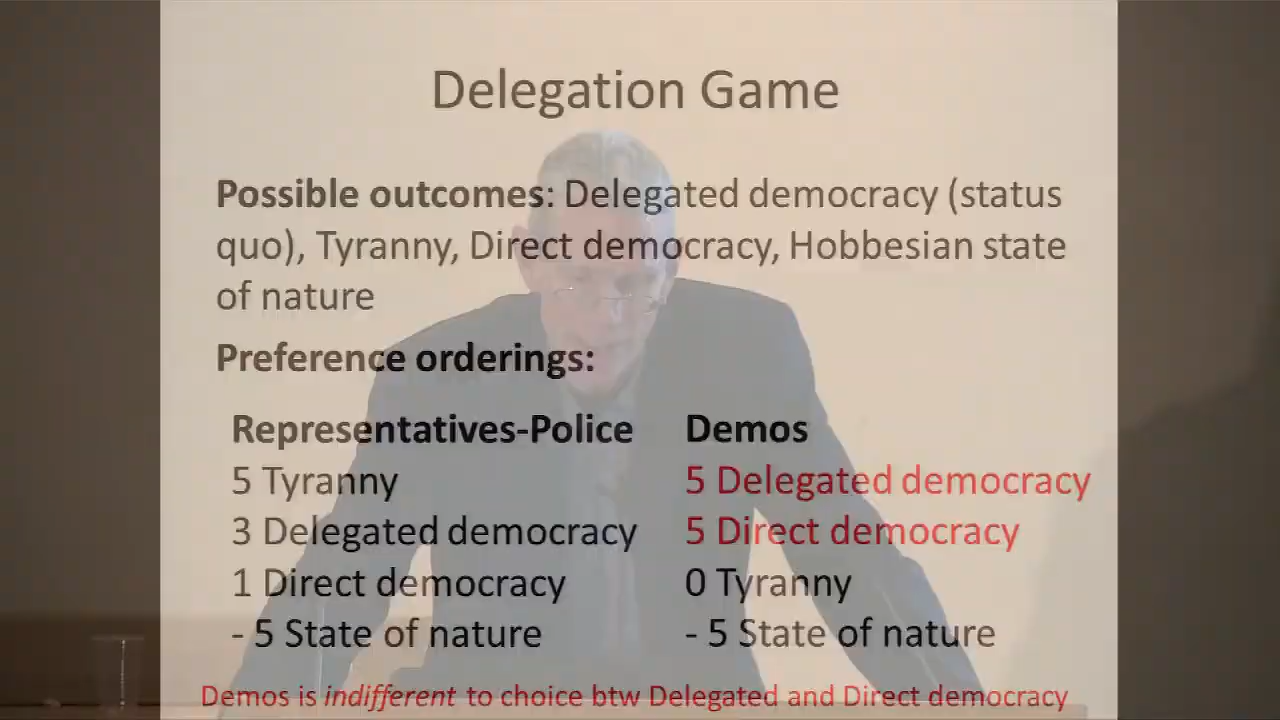 Delegation Game
Possible outcomes: Delegated democracy (status
quo), Tyranny, Direct democracy, Hobbesian state
of nature
Preference orderings:
Representatives-Police
5 Tyranny
3 Delegated democracy
1 Direct democracy
- 5 State of nature
Demos
5 Delegated democracy
5 Direct democracy
0 Tyranny
- 5 State of nature
Demos is indifferent to choice btw Delegated and Direct democracy